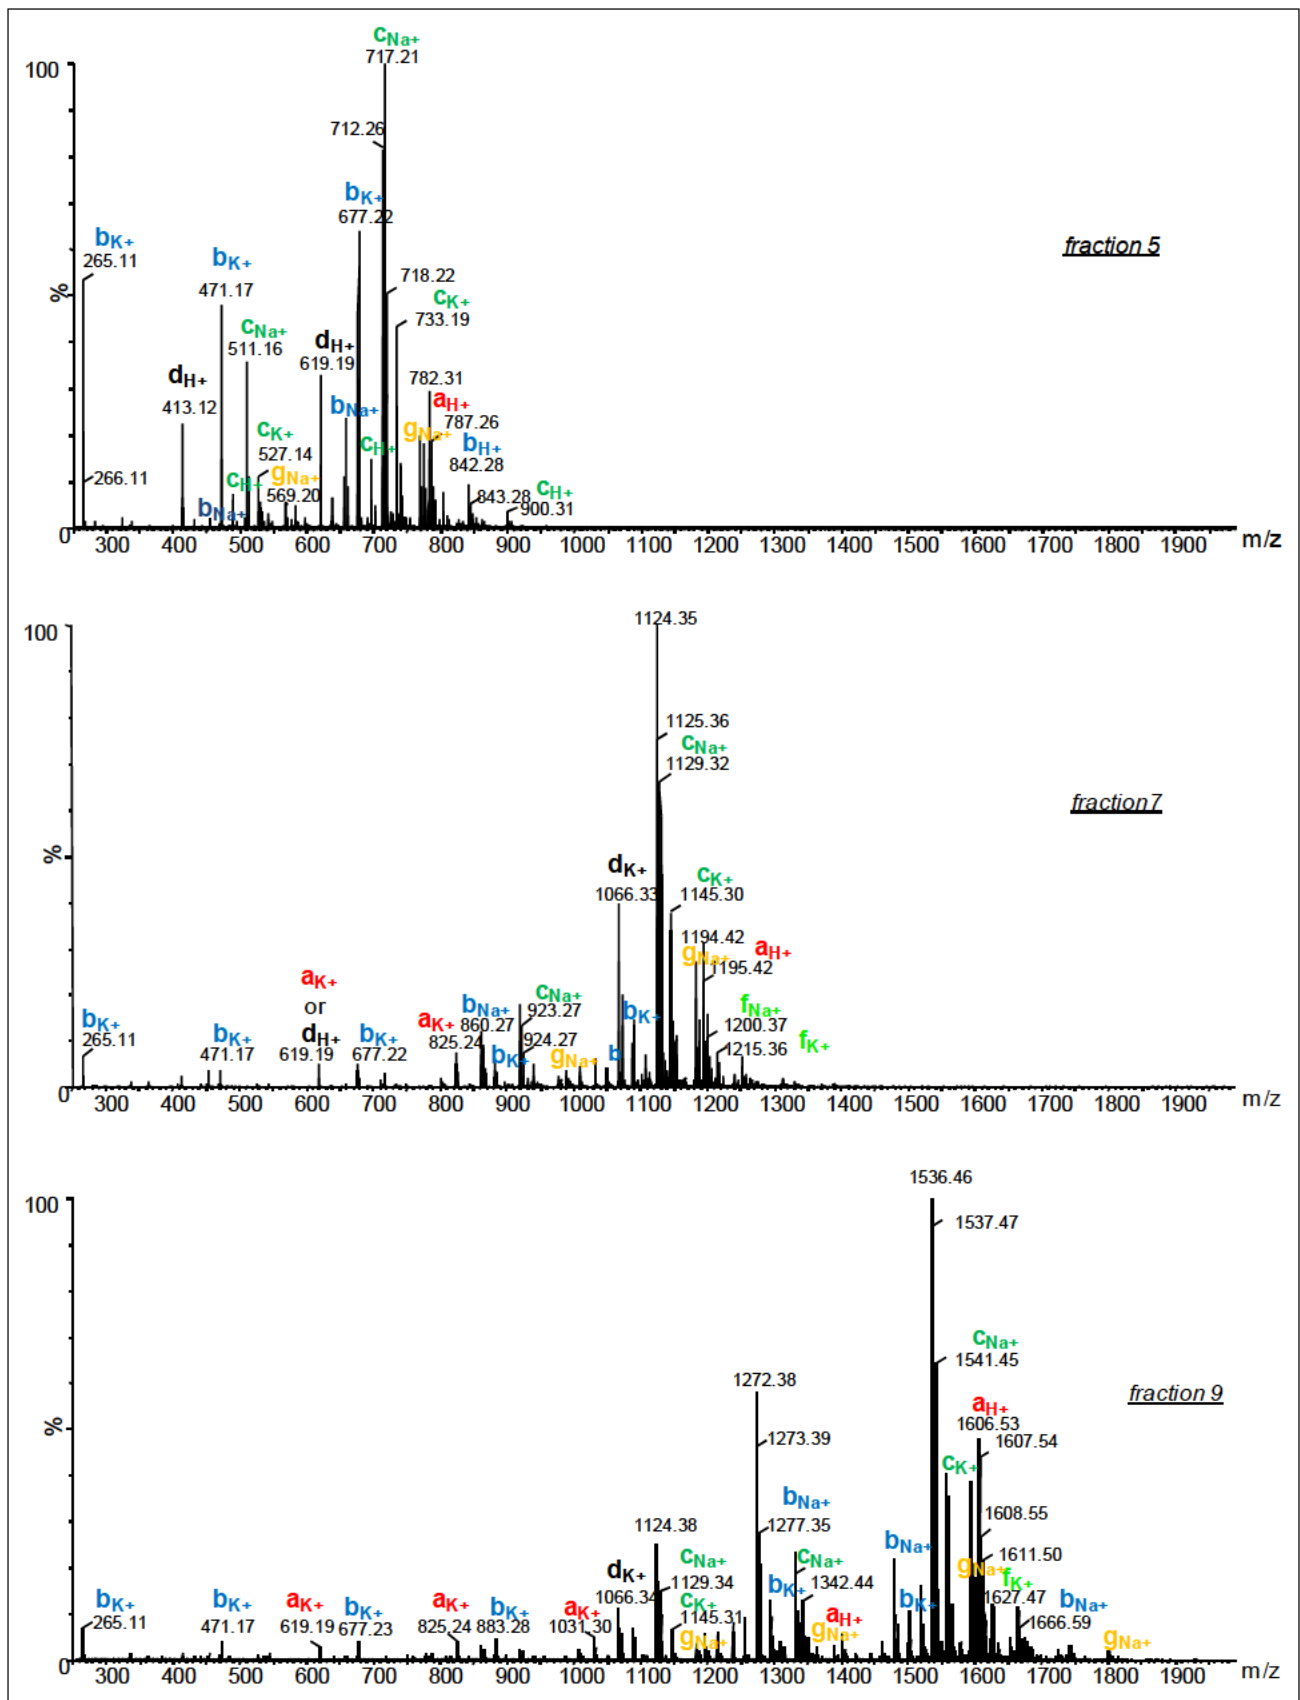 cNa+
717.21
100
712.26
bK+
677.22
bK+
265.11
bK+
471.17
fraction 5
718.22
cK+
733.19
%
cNa+
511.16
dH+
619.19
dH+
413.12
782.31
aH+
787.26
bNa+
gNa+
bH+
842.28
cK+
527.14
cH+
266.11
cH+
gNa+
569.20
843.28
cH+
900.31
bNa+
0 300 400 500 600 700 800 900 1000 1100 1200 1300 1400 1500 1600 1700 1800 1900 m/z
1124.35
100
1125.36
cNa+
1129.32
fraction 7
%
dK+
1066.33
cK+
1145.30
1194.42
aH+
gNa+
1195.42
aK+
or
dH+
619.19
bK+
265.11
bK+
471.17
bK+
677.22
aK+
825.24
bNa+
860.27
cNa+
923.27
924.27
bK+
gNa+
b
bK+
fNa+
1200.37
1215.36
fK+
0 300 400 500 600 700 800 900 1000 1100 1200 1300 1400 1500 1600 1700 1800 1900 m/z
1536.46
100
1537.47
cNa+
1541.45
1272.38
fraction 9
aH+
1606.53
1607.54
%
1273.39
cK+
bNa+
1277.35
1608.55
1124.38
bNa+
1611.50
cNa+
1129.34
cNa+
1342.44
gNa+
fK+
1627.47
dK+
1066.34
bK+
bK+
bNa+
1666.59
bK+
265.11
bK+
471.17
aK+
619.19
bK+
677.23
aK+
825.24
bK+
883.28
aK+
1031.30
cK+
1145.31
gNa+
aH+
gNa+
gNa+
0 300 400 500 600 700 800 900 1000 1100 1200 1300 1400 1500 1600 1700 1800 1900 m/z